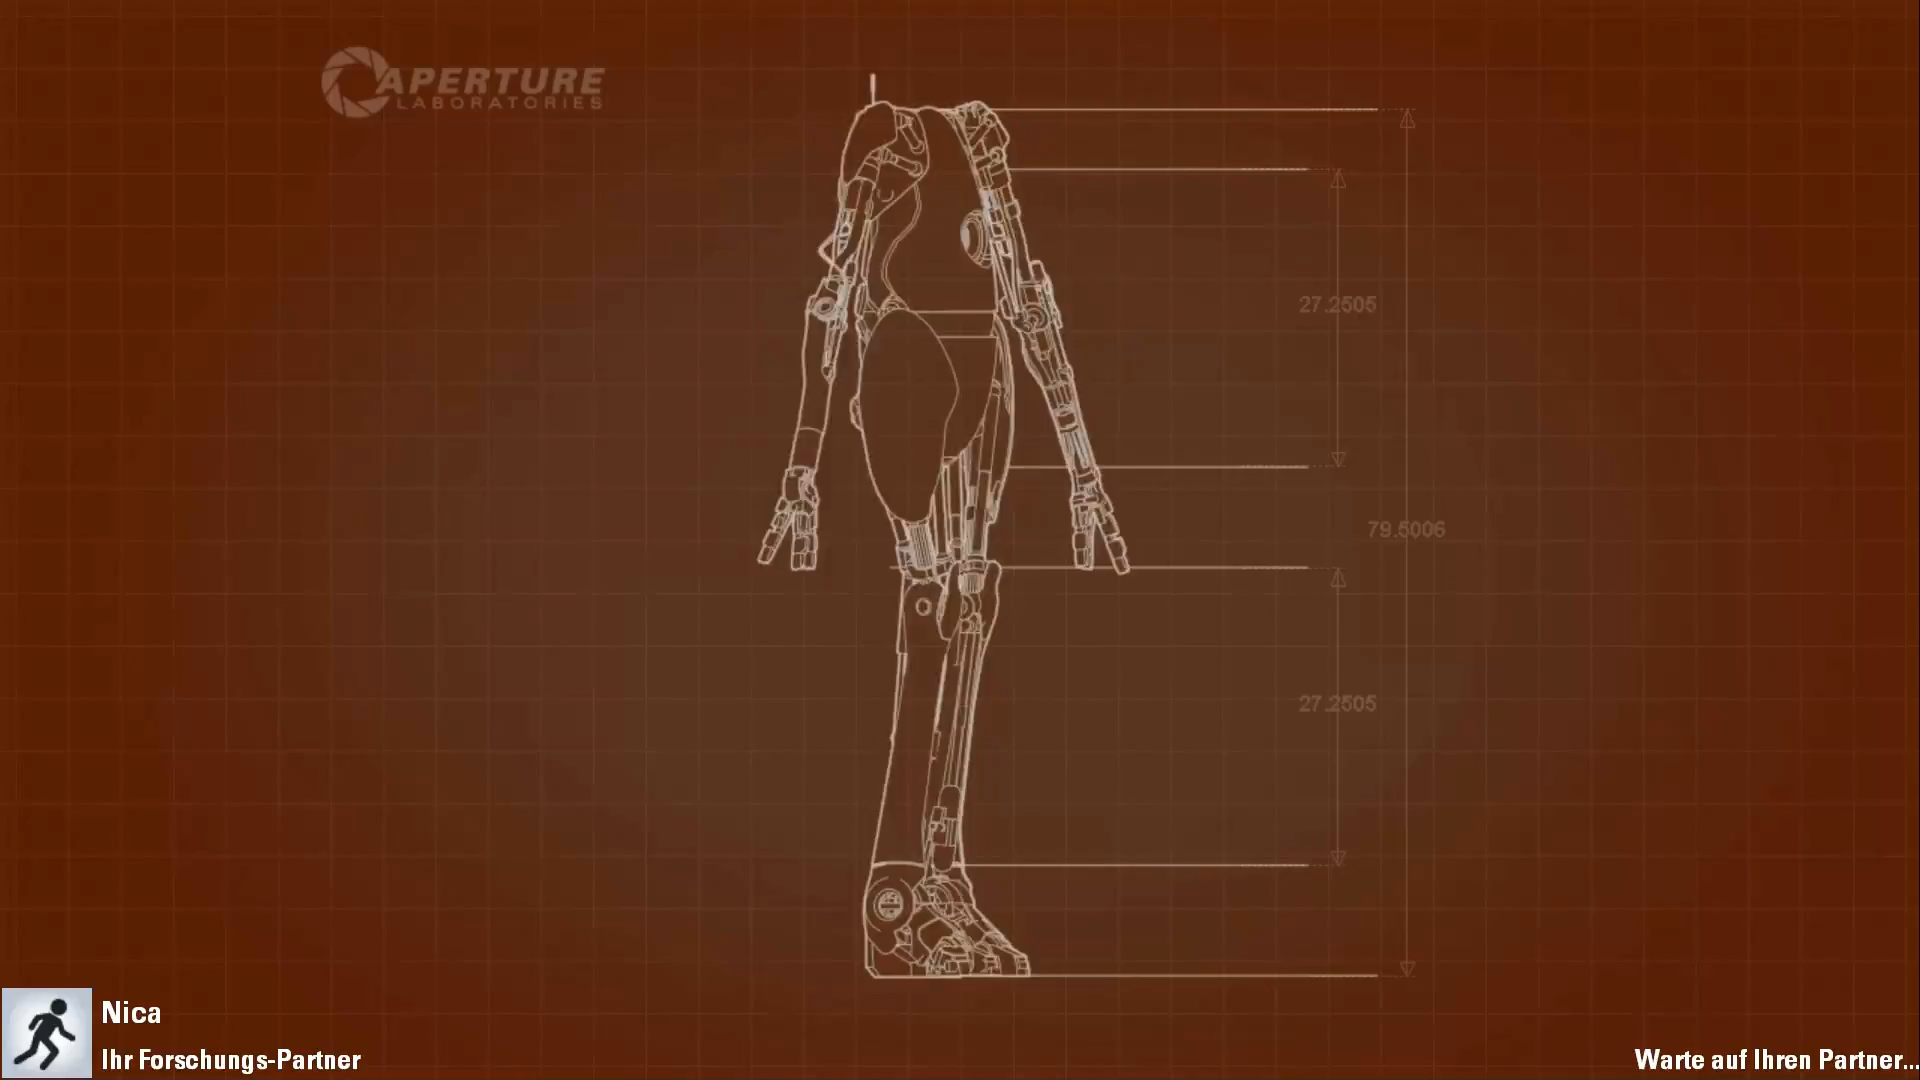 APERTURE
LABORATORIES
27.2505
79.5006
27.2505
Nica
Ihr Forschungs-Partner
Warte auf Ihren Partner...